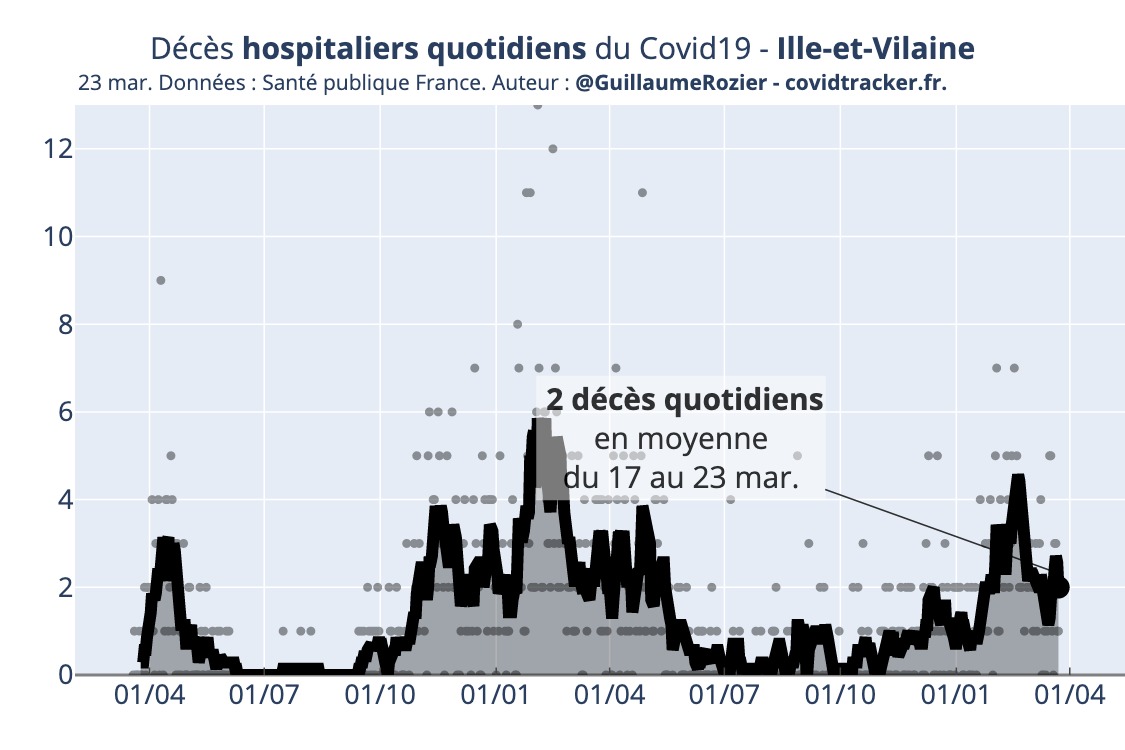 Décès hospitaliers quotidiens du Covid19 - Ille-et-Vilaine
23 mar. Données : Santé publique France. Auteur : @GuillaumeRozier - covidtracker.fr.
12
10
8
6
2 décès quotidiens
en moyenne
du 17 au 23 mar.
4
2
0
01/04 01/07 01/10 01/01 01/04 01/07 01/10 01/01 01/04